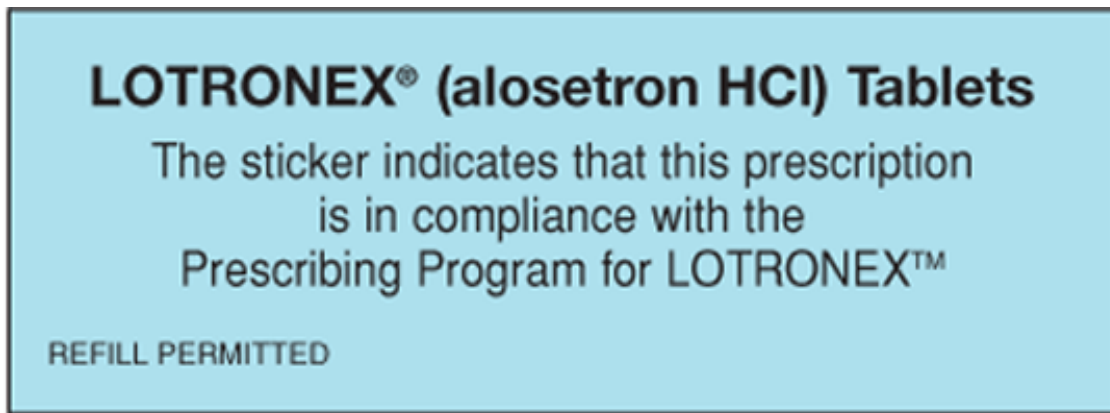 LOTRONEX® (alosetron HCl) Tablets
The sticker indicates that this prescription
is in compliance with the
Prescribing Program for LOTRONEX™
REFILL PERMITTED